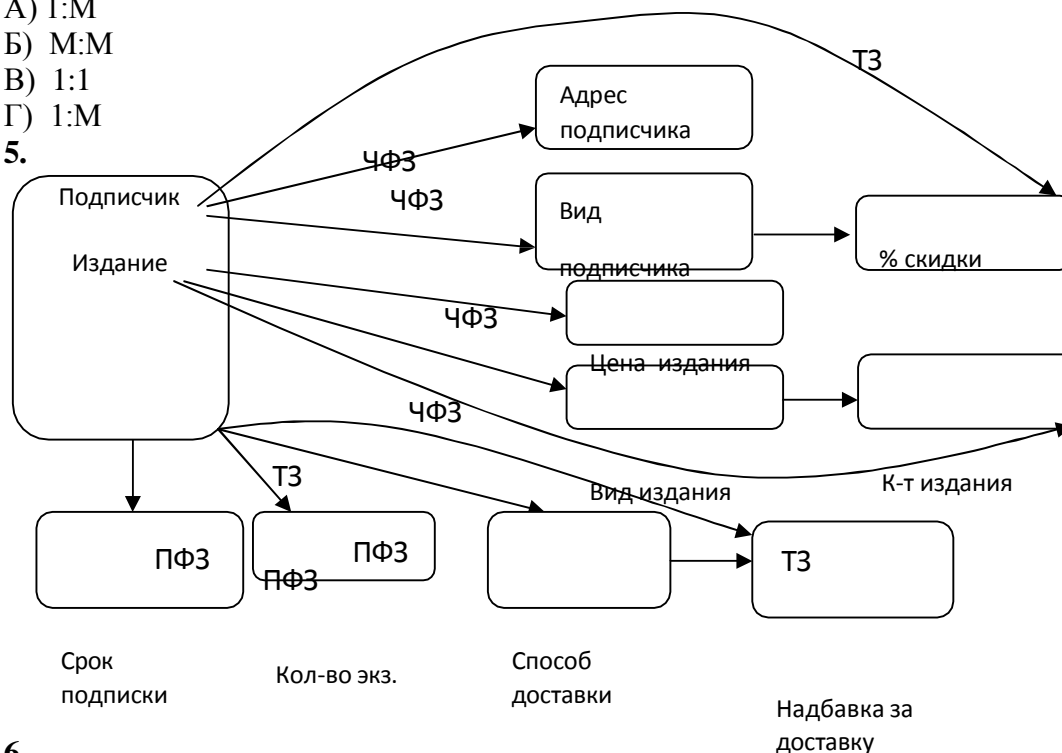 А) 1:М
Б) М:М
В) 1:1
Г) 1:М
5.
ТЗ
Адрес
подписчика
ЧФЗ
Подписчик
ЧФЗ
Вид
подписчика
Издание
% скидки
ЧФЗ
Цена издания
ЧФЗ
ТЗ
Вид издания
К-т издания
ПФЗ
ПФЗ
ПФЗ
ТЗ
Срок
подписки
Кол-во экз.
Способ
доставки
Надбавка за
доставку
6.